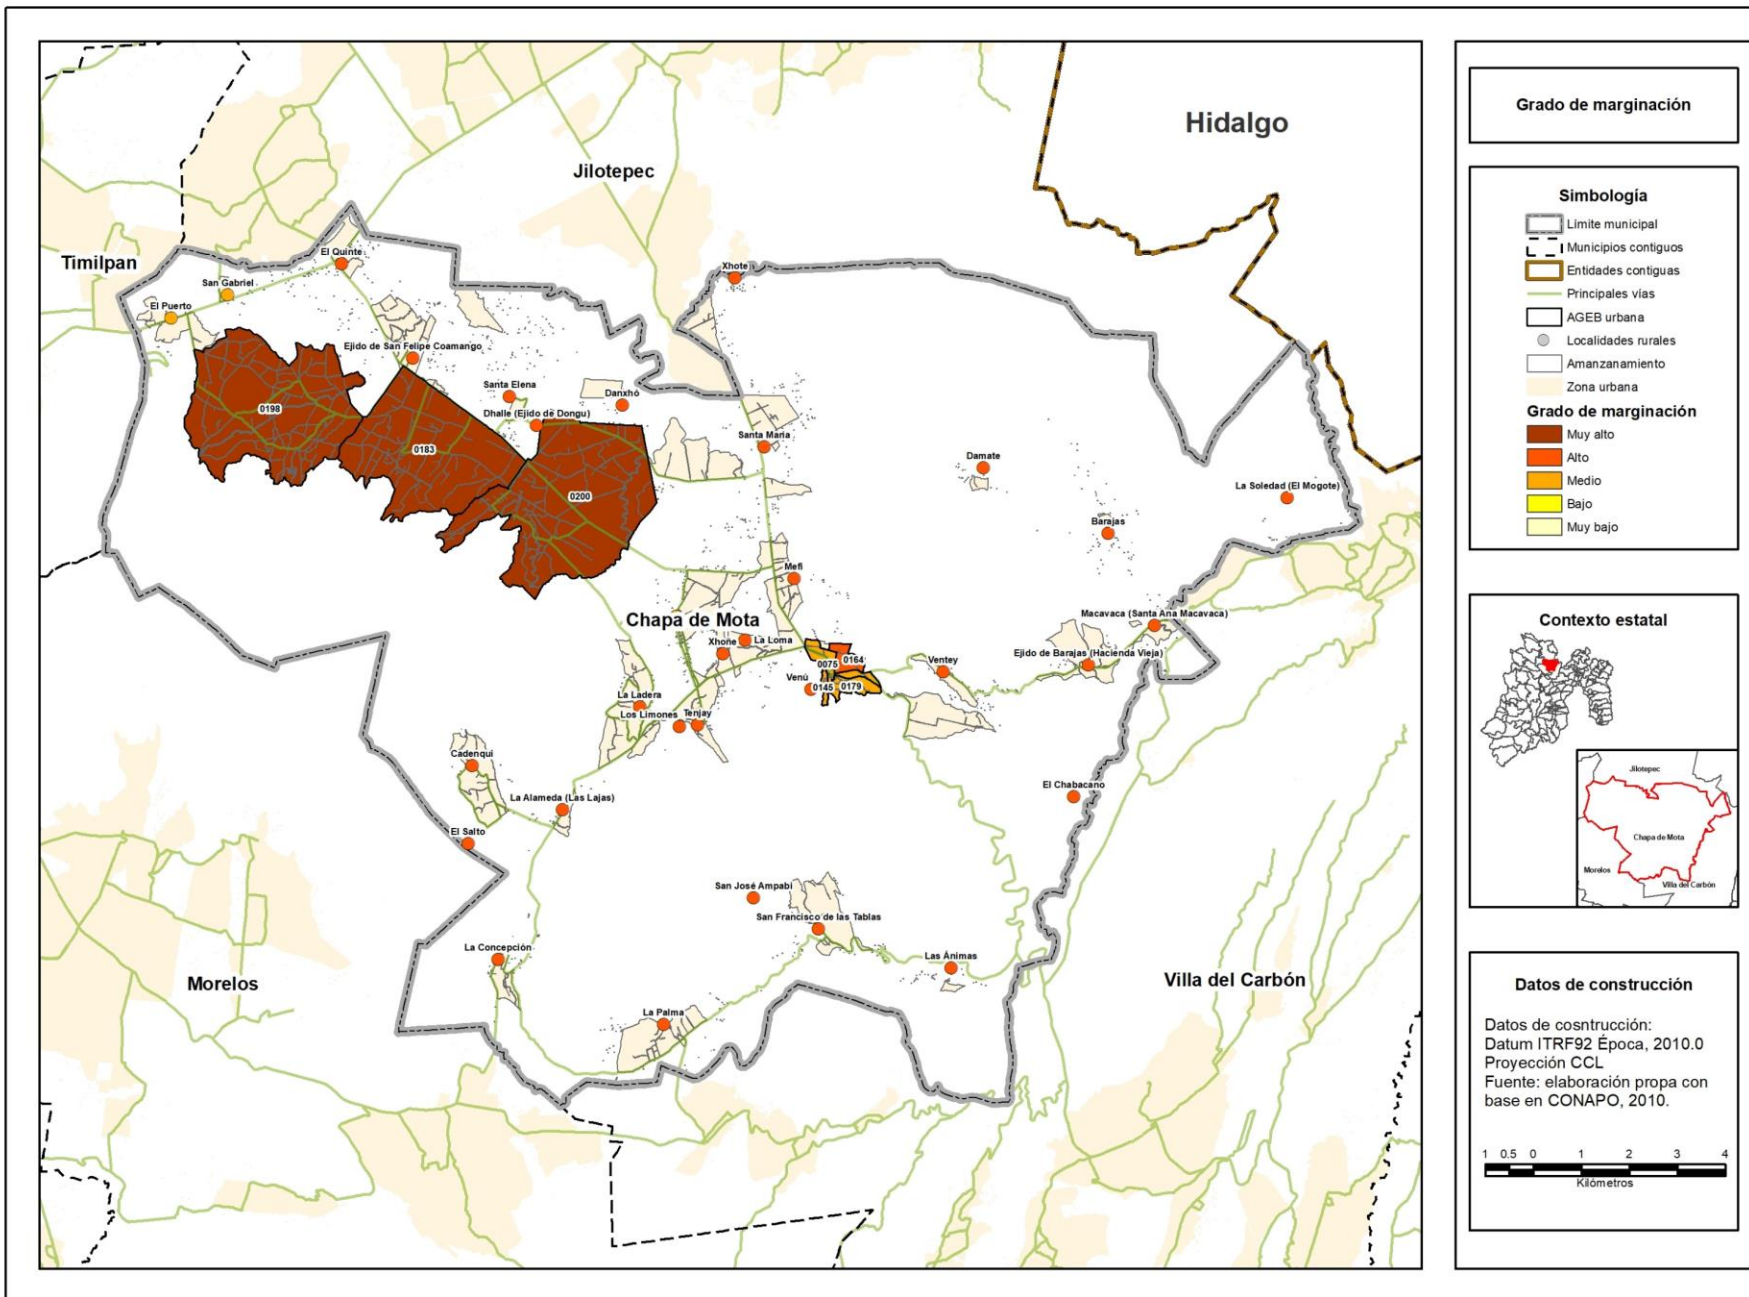 Hidalgo
Jilotepec
Timilpan
El Quinte
San Gabriel
El Puerto
Xhote
Ejido de San Felipe Coamango
Santa Elena
Danxhó
Dhalle (Ejido de Dongu)
0198
0183
0200
Santa María
Damate
La Soledad (El Mogote)
Barajas
Mefi
Chapa de Mota
Macavaca (Santa Ana Macavaca)
La Loma
Xhoñe
Ejido de Barajas (Hacienda Vieja)
0075
0164
Ventey
Venú
0145
0179
La Ladera
Los Limones
Tenjay
Cadenquí
La Alameda (Las Lajas)
El Chabacano
El Salto
San José Ampabi
San Francisco de las Tablas
La Concepción
Las Ánimas
Morelos
Villa del Carbón
La Palma
Grado de marginación
Simbología
Límite municipal
Municipios contiguos
Entidades contiguas
Principales vías
AGEB urbana
Localidades rurales
Amanzanamiento
Zona urbana
Grado de marginación
Muy alto
Alto
Medio
Bajo
Muy bajo
Contexto estatal
Jilotepec
Chapa de Mota
Morelos
Villa del Carbón
Datos de construcción
Datos de cosntrucción:
Datum ITRF92 Época, 2010.0
Proyección CCL
Fuente: elaboración propa con
base en CONAPO, 2010.
1 0.5 0 1 2 3 4
Kilómetros